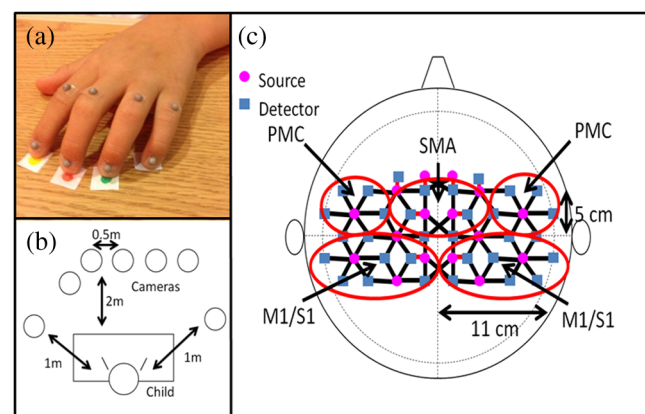 (a)
(b)
0.5m
Cameras
2m
1m
1m
Child
(c)
Source
Detector
PMC
SMA
PMC
5 cm
M1/S1
11 cm
M1/S1